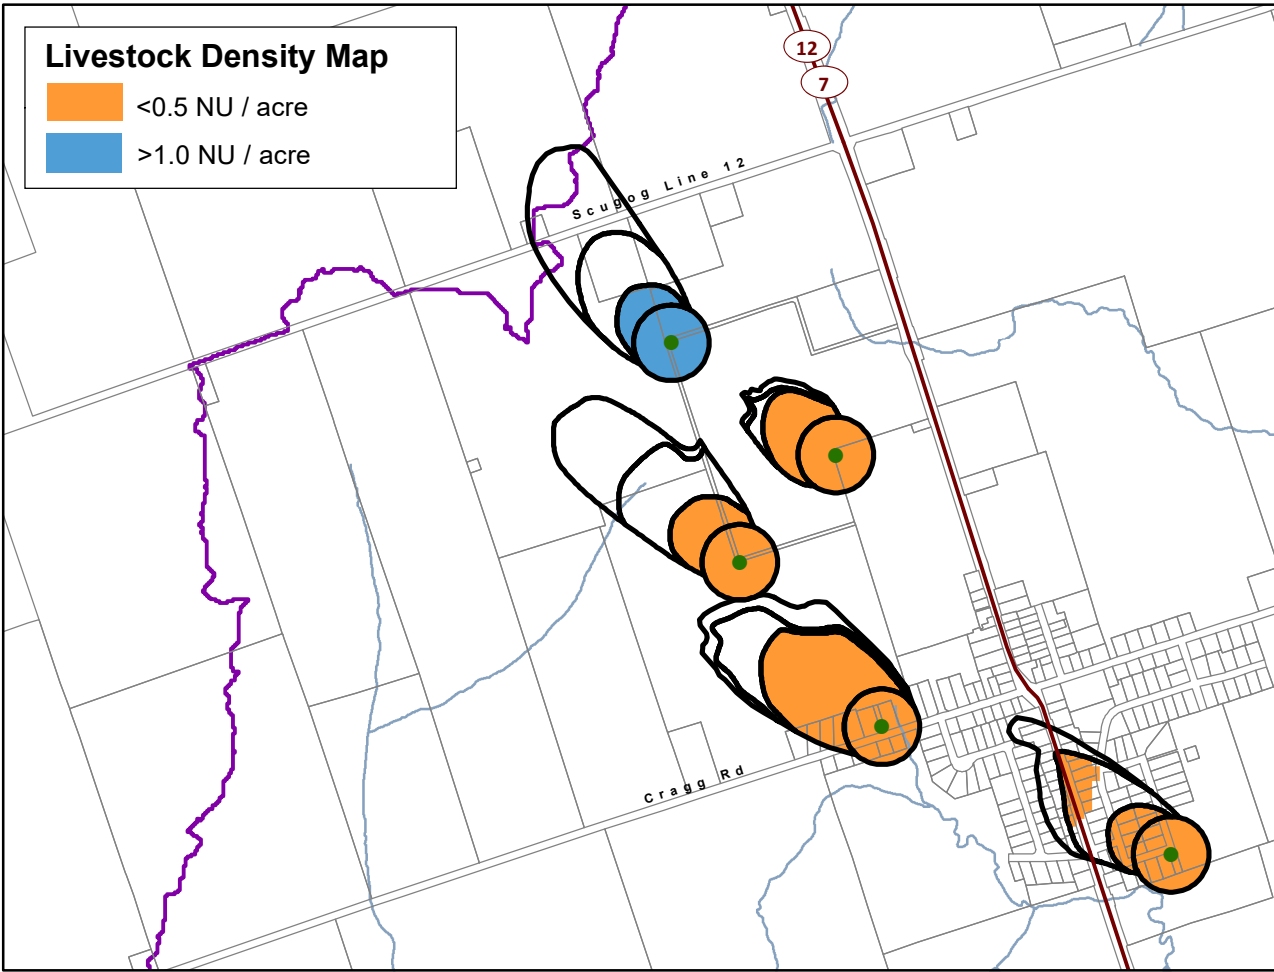 Livestock Density Map
<0.5 NU / acre
>1.0 NU / acre
12
7
Scugog Line 12
Cragg Rd